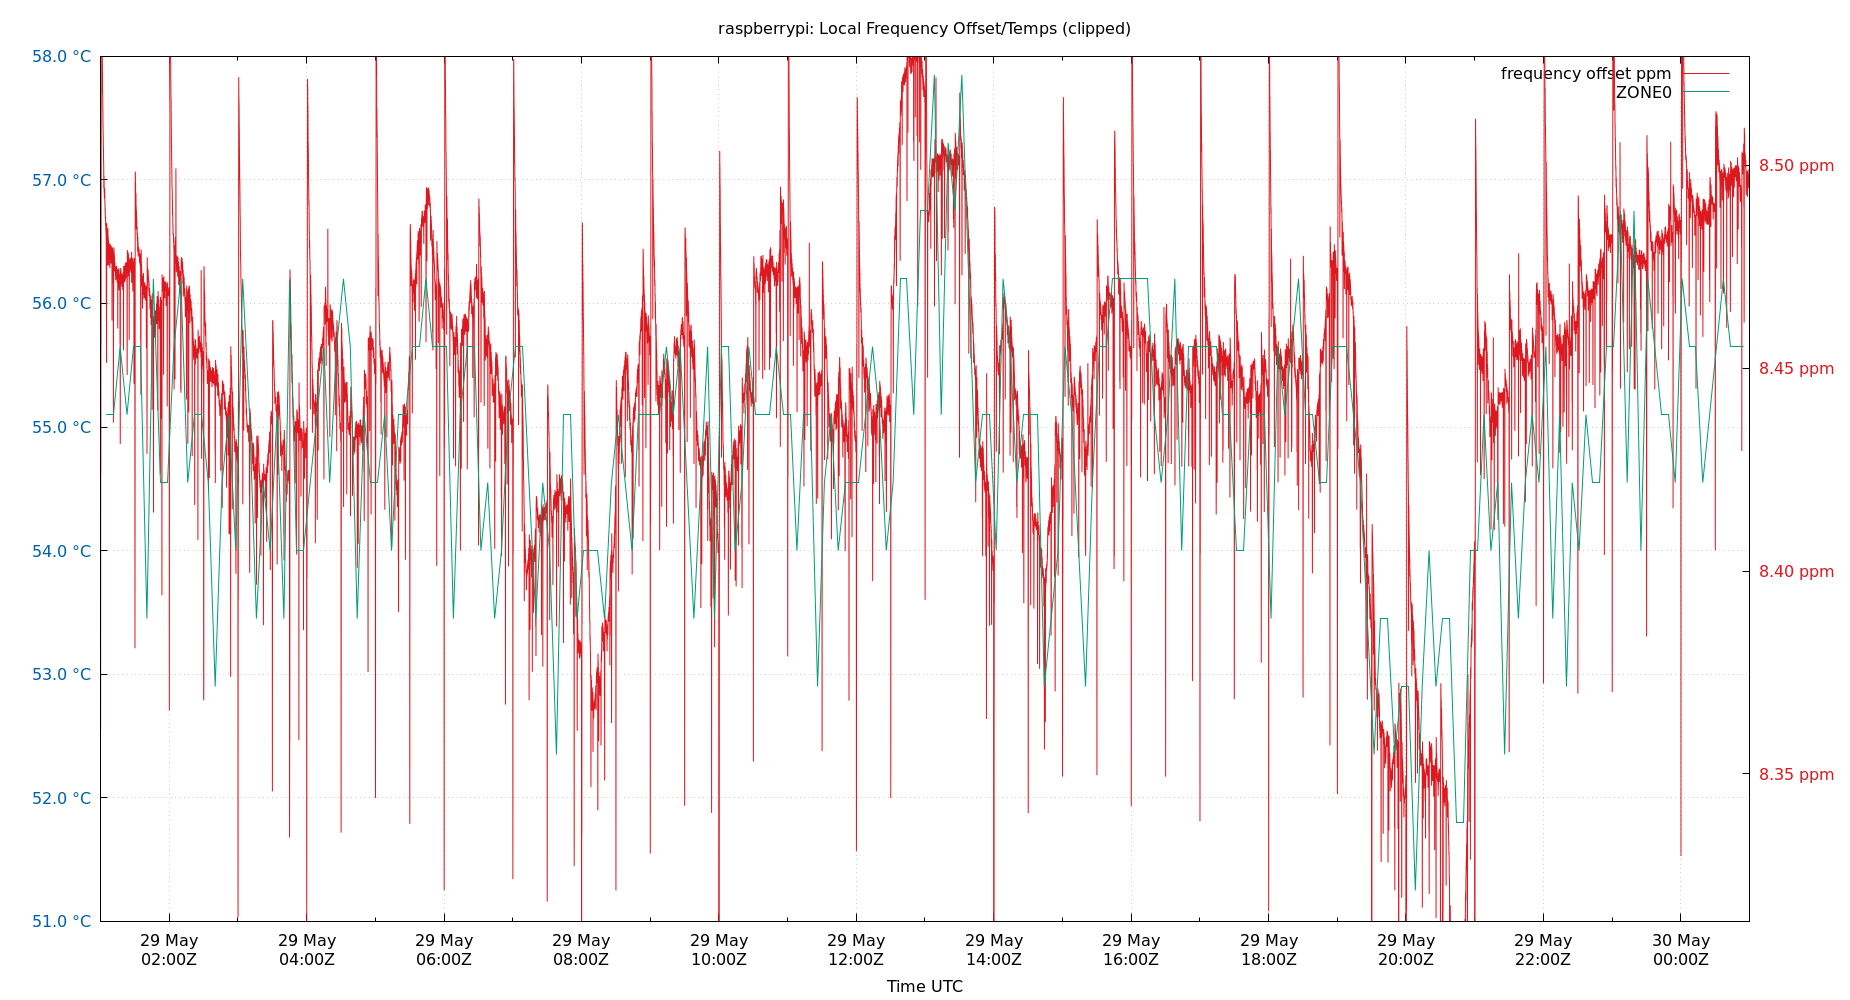 raspberrypi: Local Frequency Offset/Temps (clipped)
58.0 °C
57.0 °C
56.0 °C
55.0 °C
54.0 °C
53.0 °C
52.0 °C
51.0 °C
frequency offset ppm
ZONE0
8.50 ppm
8.45 ppm
8.40 ppm
8.35 ppm
29 May
02:00Z
29 May
04:00Z
29 May
06:00Z
29 May
08:00Z
29 May
10:00Z
29 May
12:00Z
29 May
14:00Z
29 May
16:00Z
29 May
18:00Z
29 May
20:00Z
29 May
22:00Z
30 May
00:00Z
Time UTC